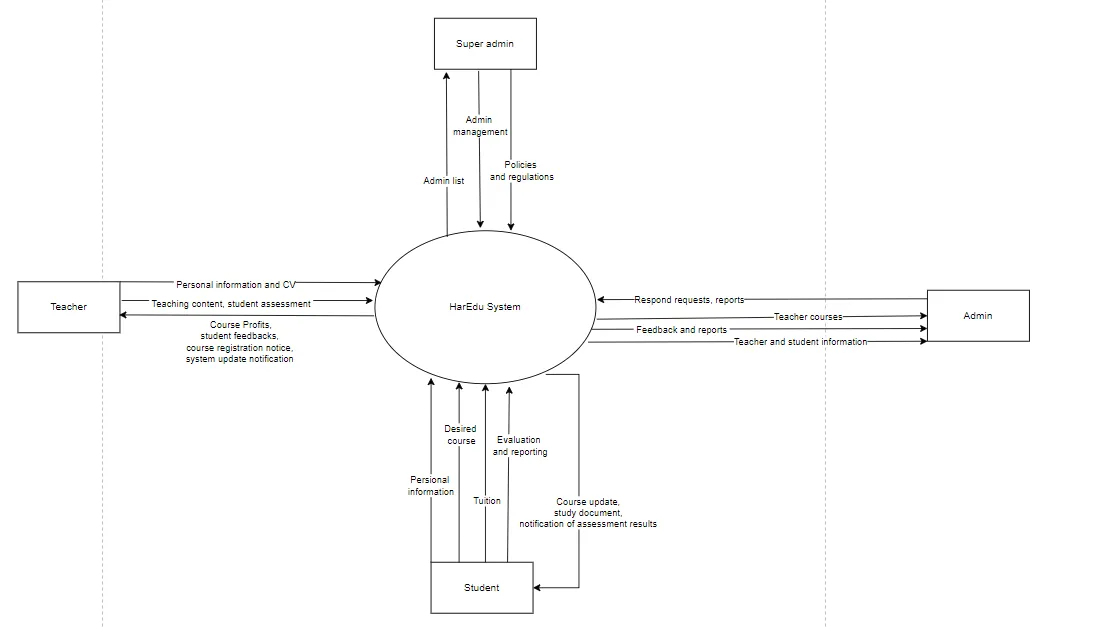 Super admin
Admin
management
Policies
and regulations
Admin list
Personal information and CV
Teaching content, student assessment
Teacher
Course Profits,
student feedbacks,
course registration notice,
system update notification
HarEdu System
Respond requests, reports
Teacher courses
Feedback and reports
Teacher and student information
Admin
Desired
course
Evaluation
and reporting
Persional
information
Tuition
Course update,
study document,
notification of assessment results
Student